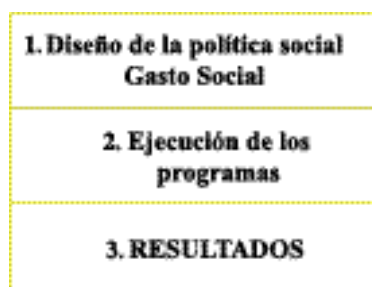 1. Diseño de la política social
Gasto Social
2. Ejecución de los
programas
3. RESULTADOS